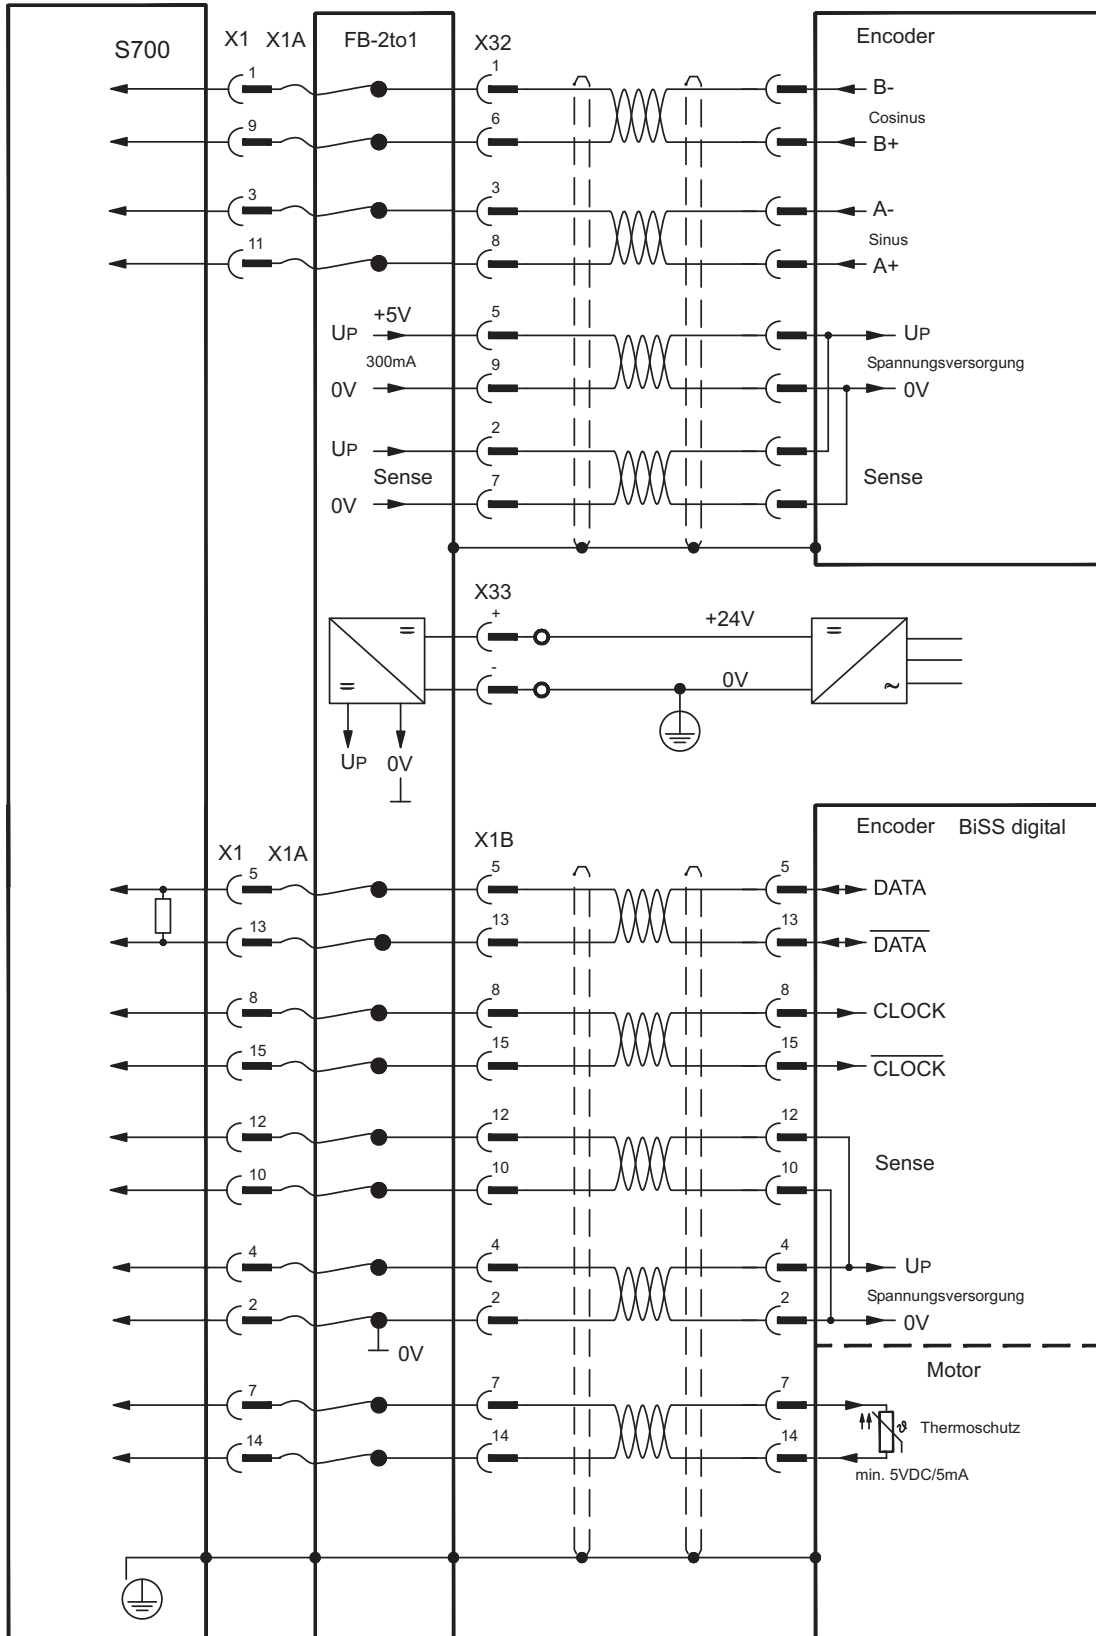 S700 X1 X1A FB-2to1 X32 Encoder
1 1 B-
Cosinus
9 6 B+
3 3 A-
Sinus
11 8 A+
UP +5V 5 UP
300mA Spannungsversorgung
0V 9 0V
UP 2
Sense Sense
0V 7
X33
+ +24V
=
=
=
~
- 0V
UP 0V
Encoder BiSS digital
X1 X1A X1B
5 5 5 DATA
13 13 13 DATA
8 8 8 CLOCK
15 15 15 CLOCK
12 12 12
Sense
10 10 10
4 4 4 UP
Spannungsversorgung
2 2 2 0V
0V
Motor
7 7 7
ϑ Thermoschutz
14 14 14
min. 5VDC/5mA